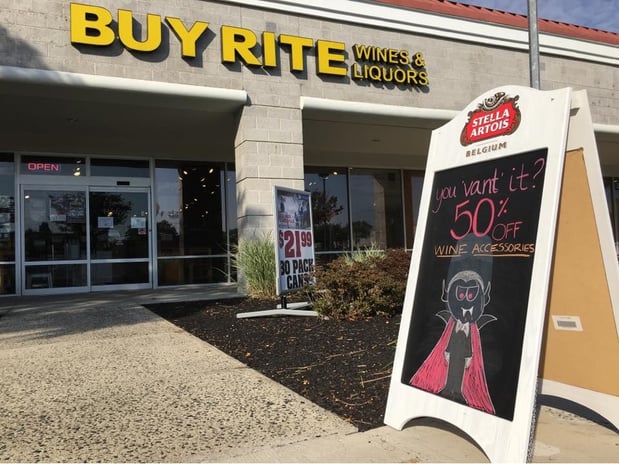 BUY RITE WINES &
LIQUORS
OPEN
$21.99
30 PACK
CANS
STELLA
ARTOIS
BELGIUM
you 'vant' it?
50% OFF
WINE ACCESSORIES